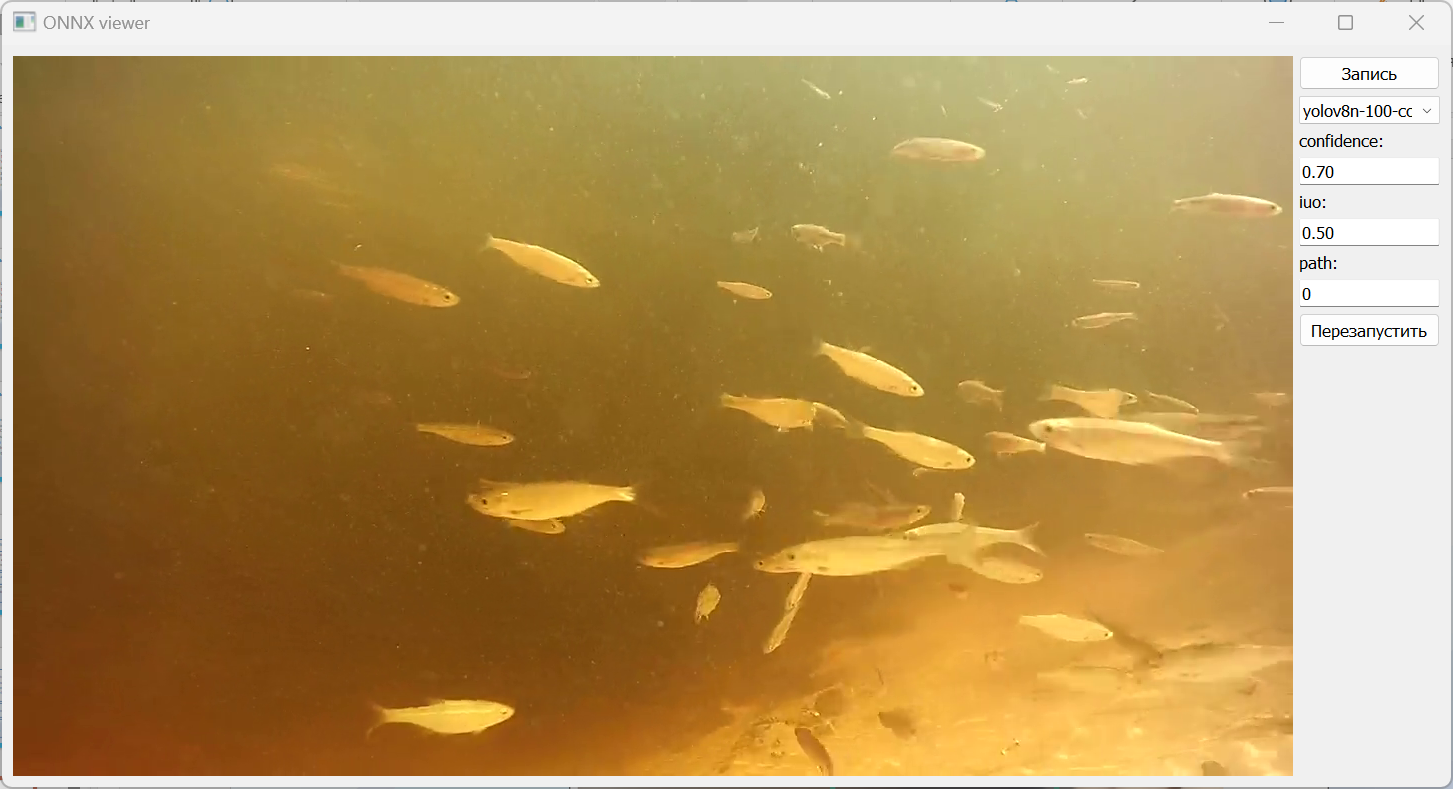 ONNX viewer
Запись
yolov8n-100-cc
confidence:
0.70
iuo:
0.50
path:
0
Перезапустить